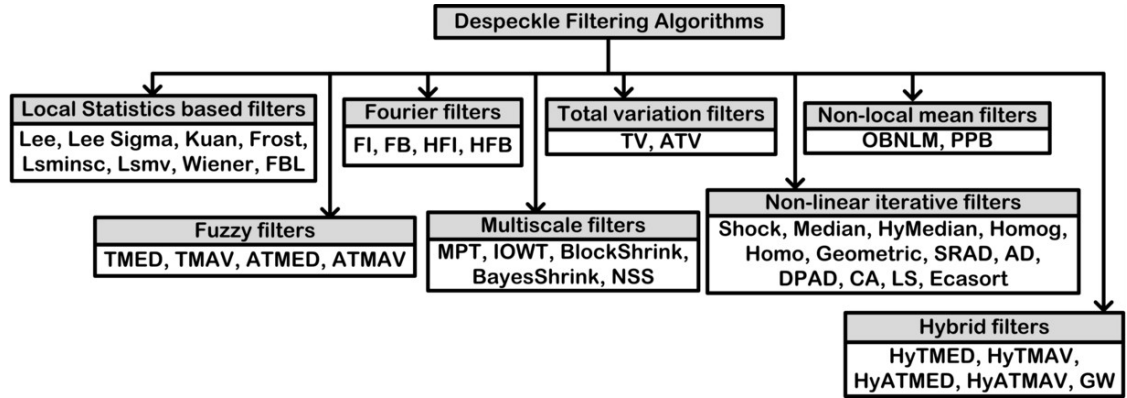 Despeckle Filtering Algorithms
Local Statistics based filters
Lee, Lee Sigma, Kuan, Frost,
Lsminsc, Lsmv, Wiener, FBL
Fourier filters
FI, FB, HFI, HFB
Total variation filters
TV, ATV
Non-local mean filters
OBNLM, PPB
Fuzzy filters
TMED, TMAV, ATMED, ATMAV
Multiscale filters
MPT, IOWT, BlockShrink,
BayesShrink, NSS
Non-linear iterative filters
Shock, Median, HyMedian, Homog,
Homo, Geometric, SRAD, AD,
DPAD, CA, LS, Ecasort
Hybrid filters
HyTMED, HyTMAV,
HyATMED, HyATMAV, GW